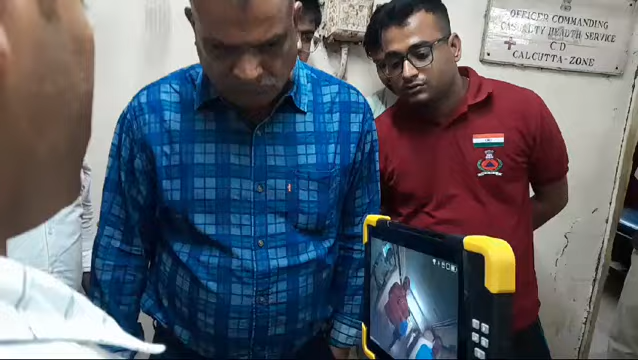 OFFICER COMMANDING
CASUALTY HEALTH SERVICE
C D
CALCUTTA-ZONE